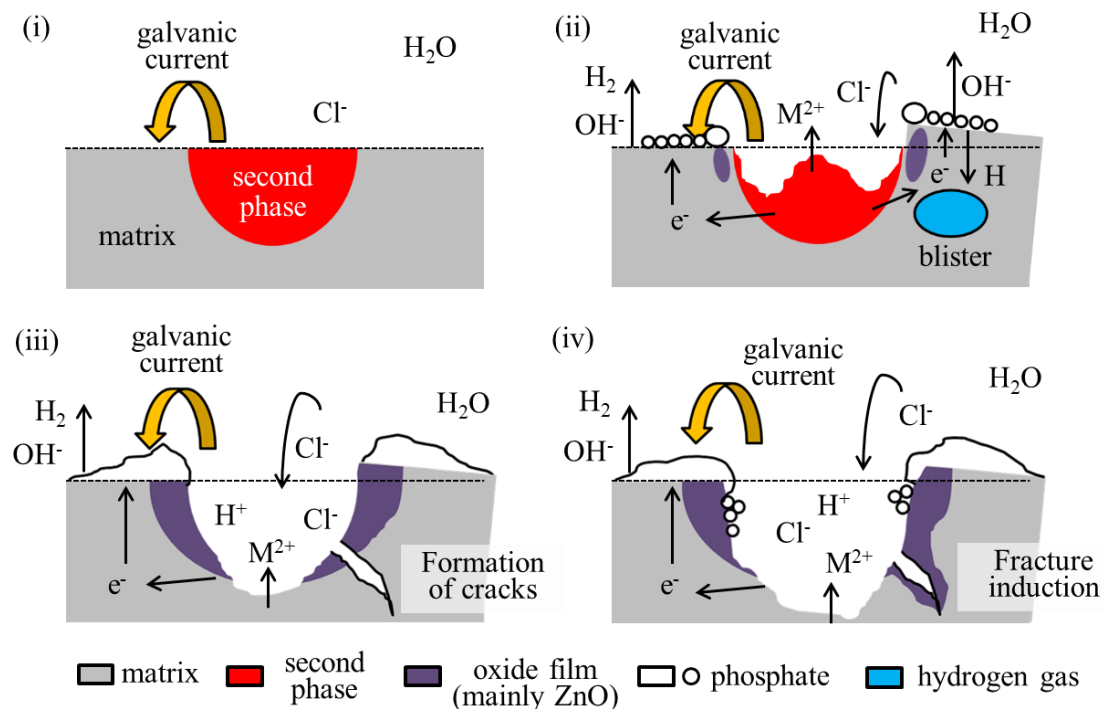 (i)
galvanic
current
H₂O
Cl⁻
second
phase
matrix
(ii)
galvanic
current
H₂O
H₂
OH⁻
M²⁺
Cl⁻
OH⁻
e⁻
e⁻
H
blister
(iii)
galvanic
current
H₂
OH⁻
H₂O
Cl⁻
H⁺
Cl⁻
M²⁺
e⁻
Formation
of cracks
(iv)
galvanic
current
H₂O
H₂
OH⁻
Cl⁻
H⁺
Cl⁻
M²⁺
e⁻
Fracture
induction
matrix
second
phase
oxide film
(mainly ZnO)
phosphate
hydrogen gas